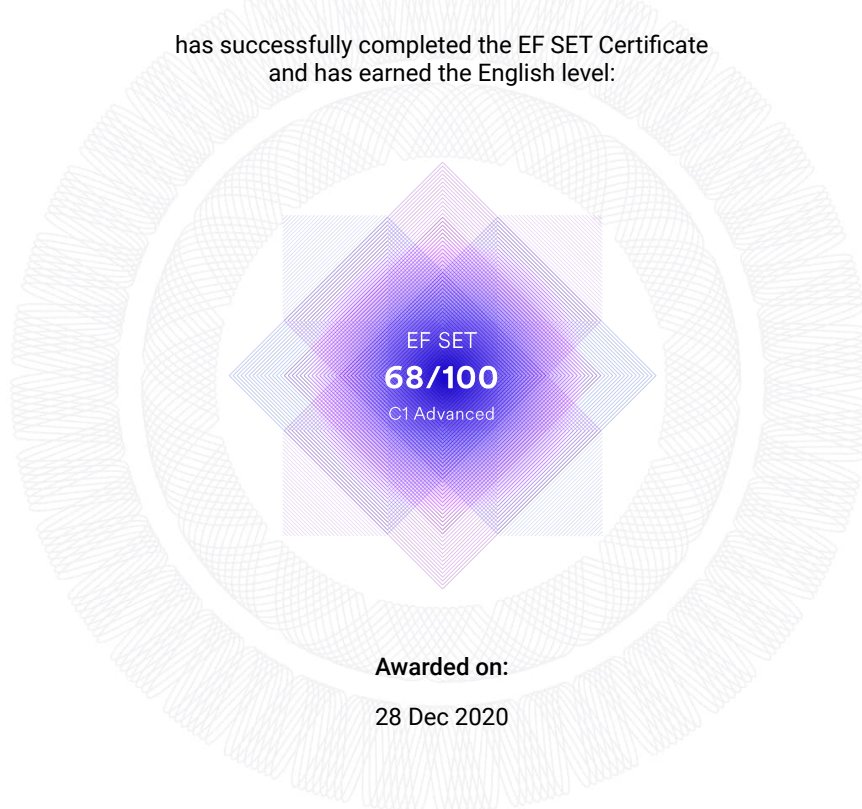 has successfully completed the EF SET Certificate
and has earned the English level:
EF SET
68/100
C1 Advanced
Awarded on:
28 Dec 2020